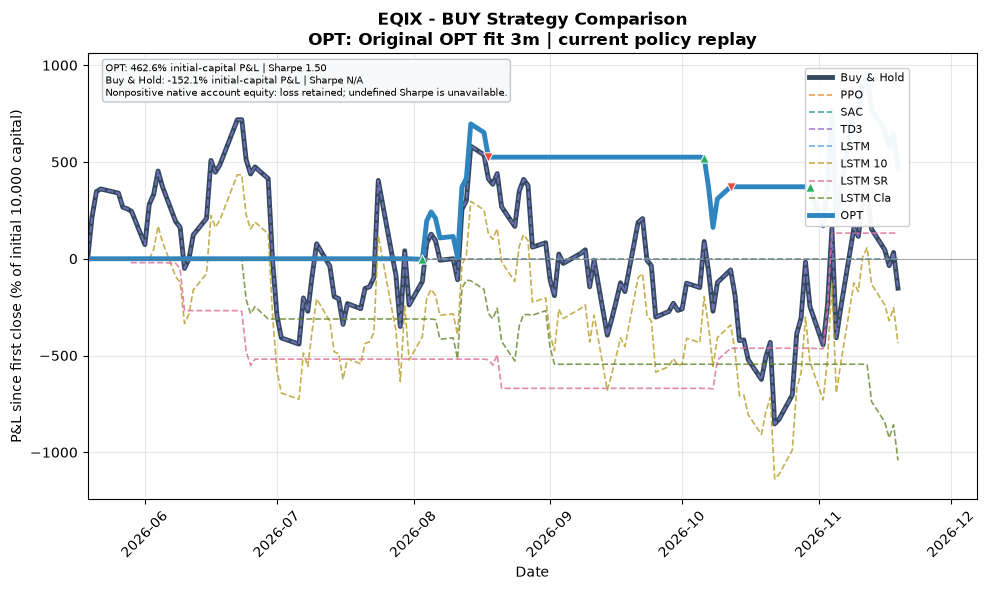 EQIX - BUY Strategy Comparison
OPT: Original OPT fit 3m | current policy replay
OPT: 462.6% initial-capital P&L | Sharpe 1.50
Buy & Hold: -152.1% initial-capital P&L | Sharpe N/A
Nonpositive native account equity: loss retained; undefined Sharpe is unavailable.
Buy & Hold
PPO
SAC
TD3
LSTM
LSTM 10
LSTM SR
LSTM Cla
OPT
P&L since first close (% of initial 10,000 capital)
1000
500
0
−500
−1000
2026-06
2026-07
2026-08
2026-09
2026-10
2026-11
2026-12
Date